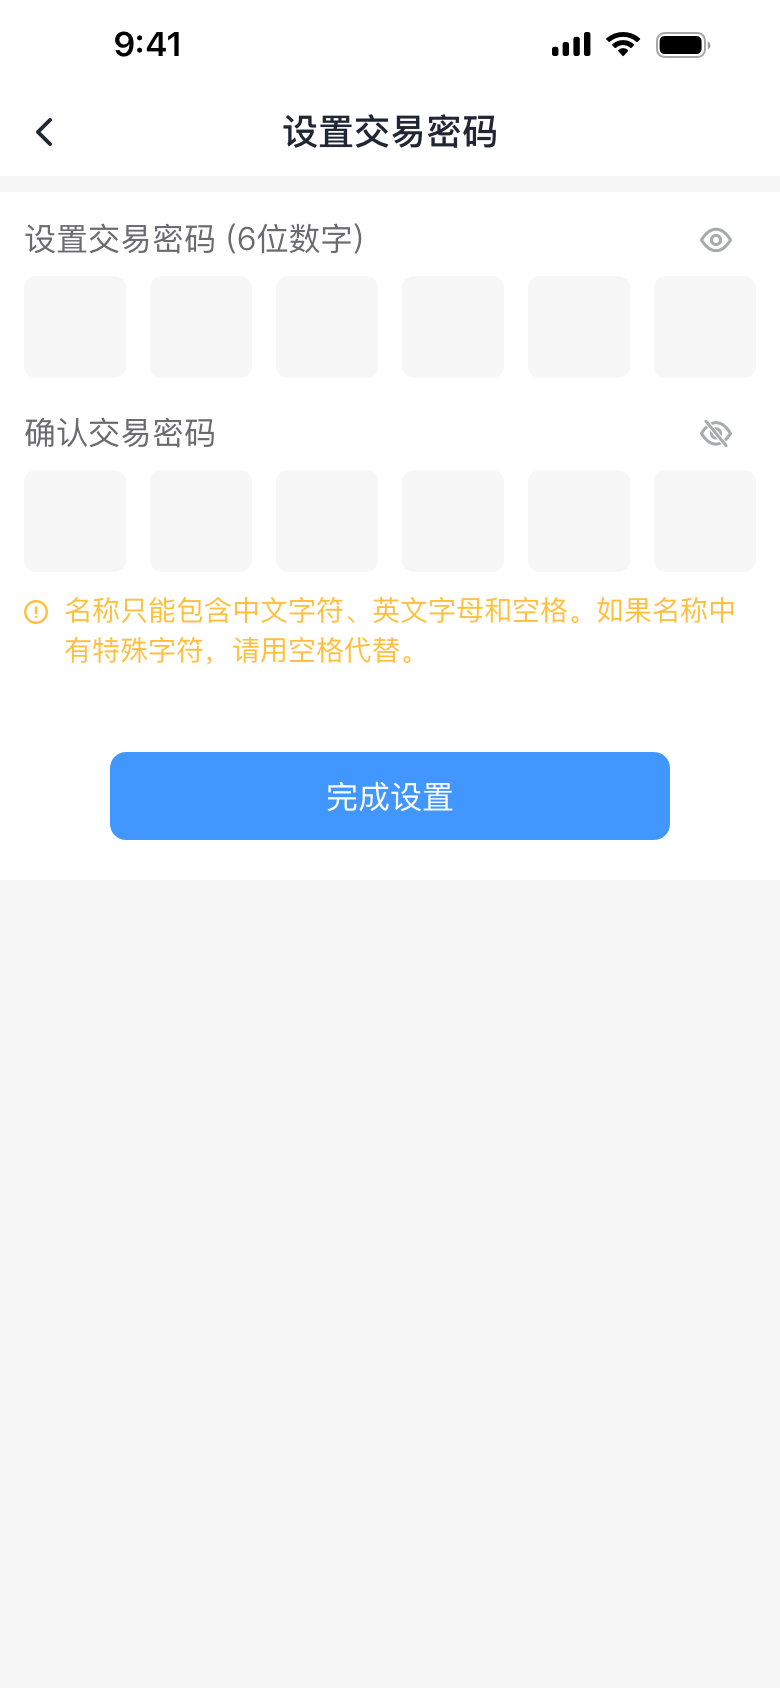 9:41
设置交易密码
设置交易密码 (6位数字)
确认交易密码
名称只能包含中文字符、英文字母和空格。如果名称中
有特殊字符，请用空格代替。
完成设置